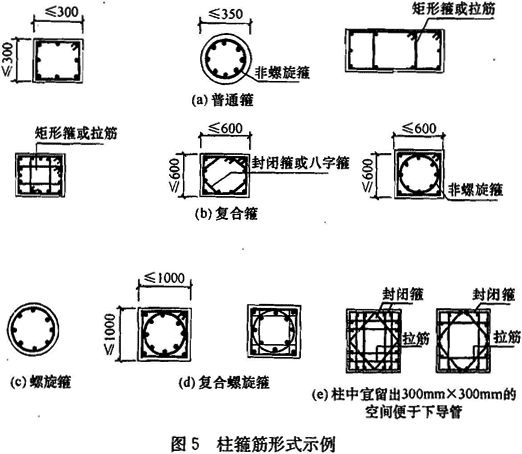 ≤300
≤350
矩形箍或拉筋
≤300
非螺旋箍
(a) 普通箍
矩形箍或拉筋
≤600
≤600
≤600
封闭箍或八字箍
≤600
非螺旋箍
(b) 复合箍
≤1000
≤1000
封闭箍
封闭箍
拉筋
拉筋
(c) 螺旋箍
(d) 复合螺旋箍
(e) 柱中宜留出300mm×300mm的
空间便于下导管
图 5 柱箍筋形式示例